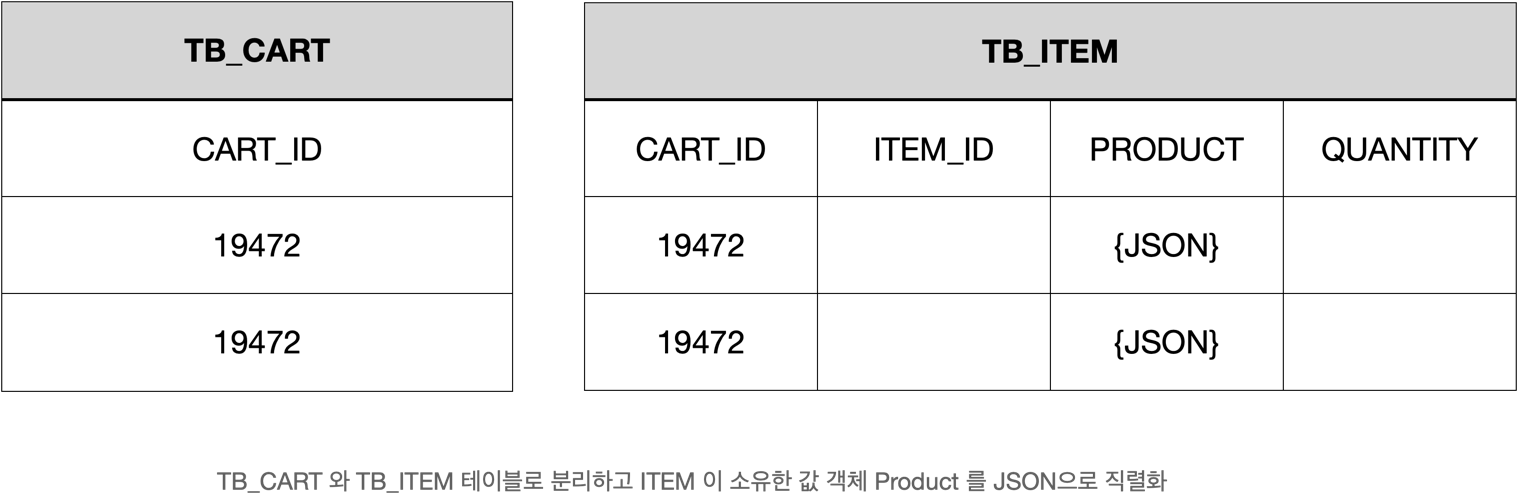 TB_CART
CART_ID
19472
19472
TB_ITEM
CART_ID ITEM_ID PRODUCT QUANTITY
19472 {JSON}
19472 {JSON}
TB_CART 와 TB_ITEM 테이블로 분리하고 ITEM 이 소유한 값 객체 Product 를 JSON으로 직렬화